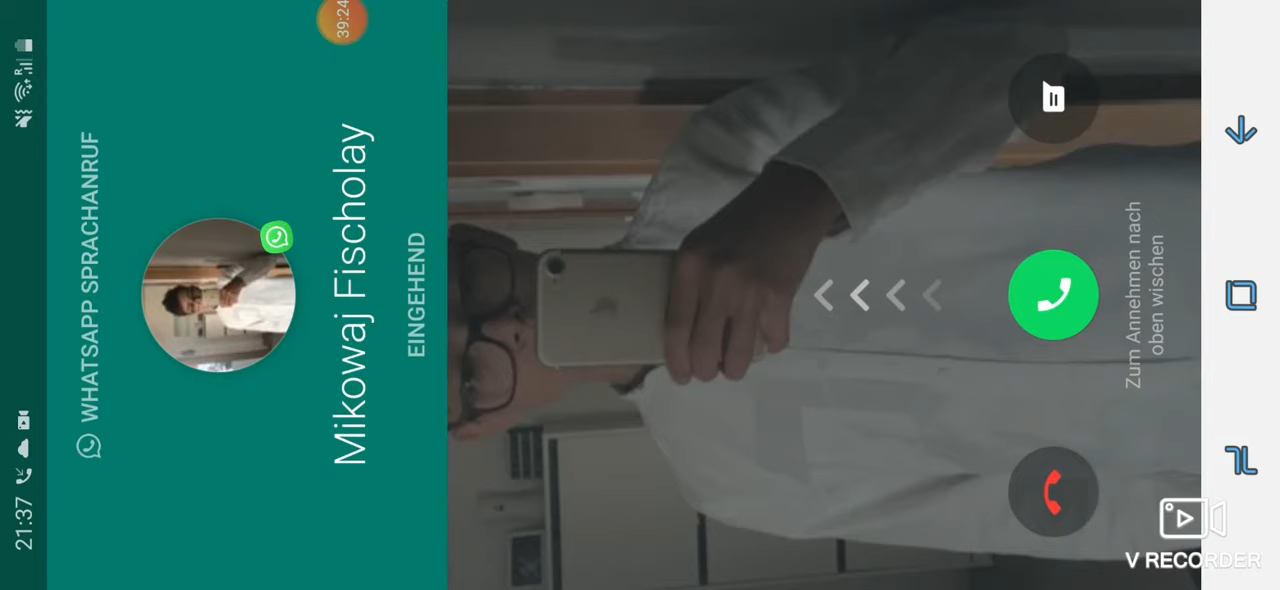 21:37
39:24
WHATSAPP SPRACHANRUF
Mikowaj Fischolay
EINGEHEND
Zum Annehmen nach
oben wischen
V RECORDER